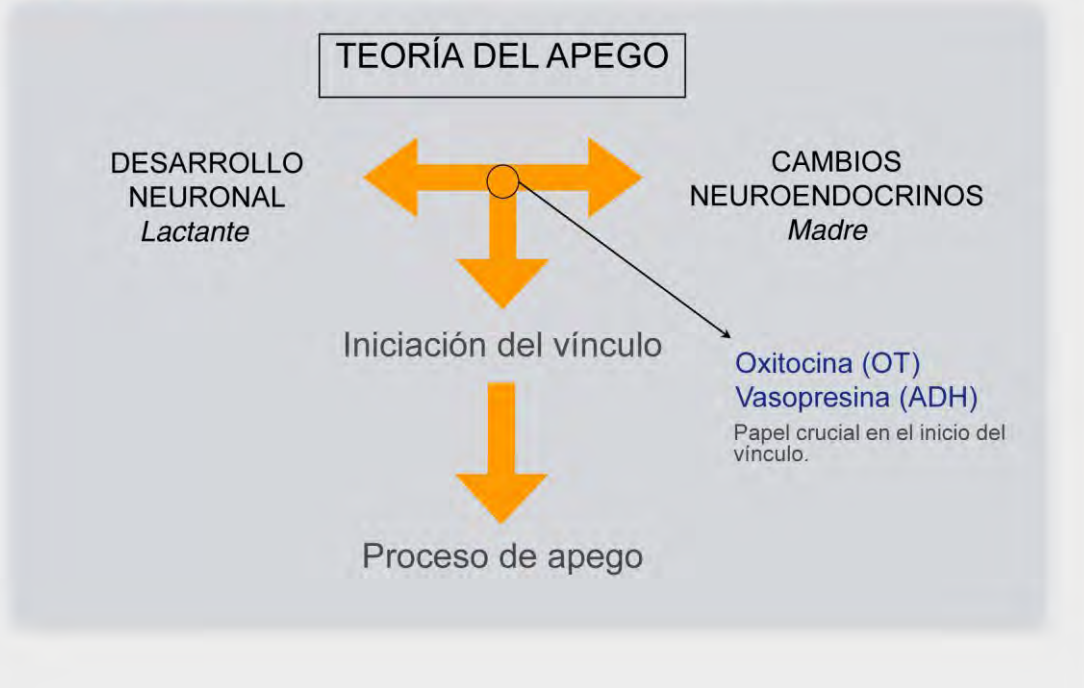 TEORÍA DEL APEGO
DESARROLLO
NEURONAL
Lactante
CAMBIOS
NEUROENDOCRINOS
Madre
Iniciación del vínculo
Oxitocina (OT)
Vasopresina (ADH)
Papel crucial en el inicio del
vínculo.
Proceso de apego